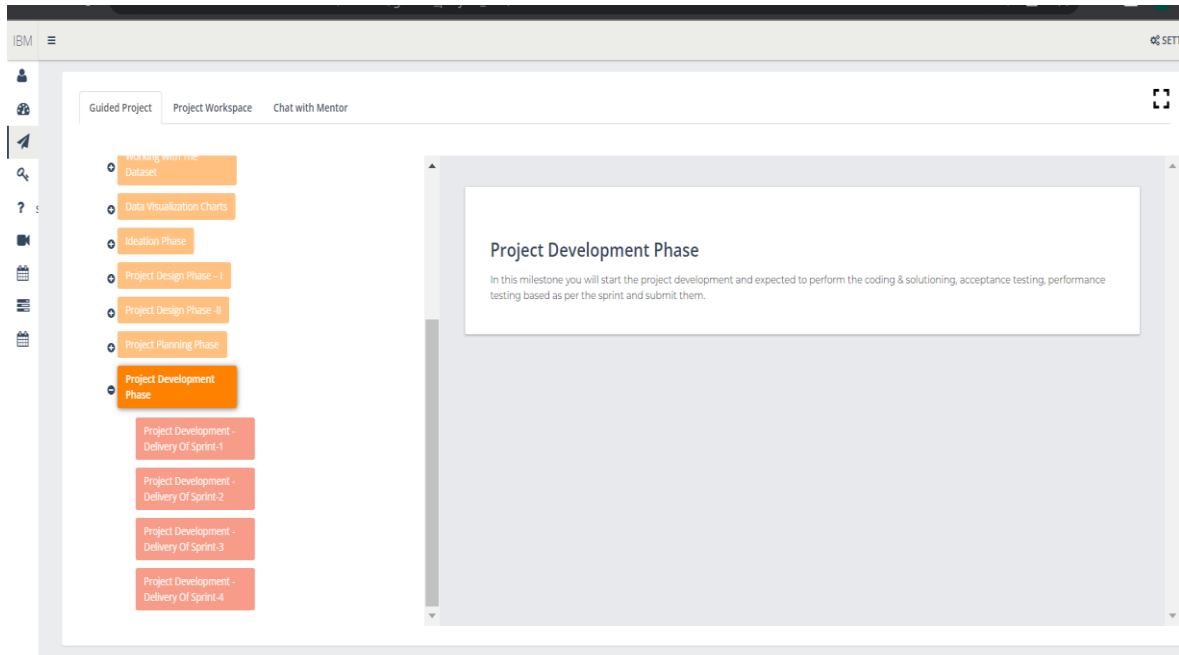 IBM
SETT
Guided Project
Project Workspace
Chat with Mentor
Working With The
Dataset
Data Visualization Charts
Ideation Phase
Project Design Phase – I
Project Design Phase -II
Project Planning Phase
Project Development
Phase
Project Development -
Delivery Of Sprint-1
Project Development -
Delivery Of Sprint-2
Project Development -
Delivery Of Sprint-3
Project Development -
Delivery Of Sprint-4
Project Development Phase
In this milestone you will start the project development and expected to perform the coding & solutioning, acceptance testing, performance
testing based as per the sprint and submit them.